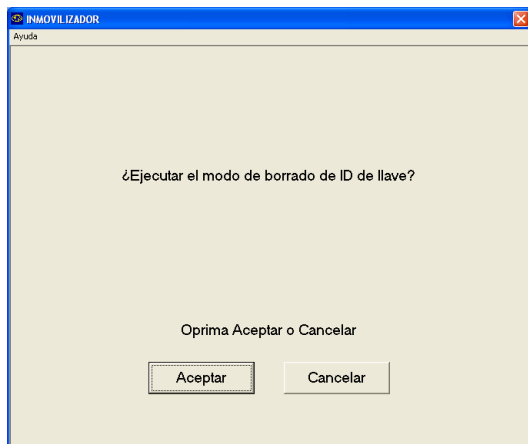 INMOVILIZADOR
Ayuda
¿Ejecutar el modo de borrado de ID de llave?
Oprima Aceptar o Cancelar
Aceptar Cancelar